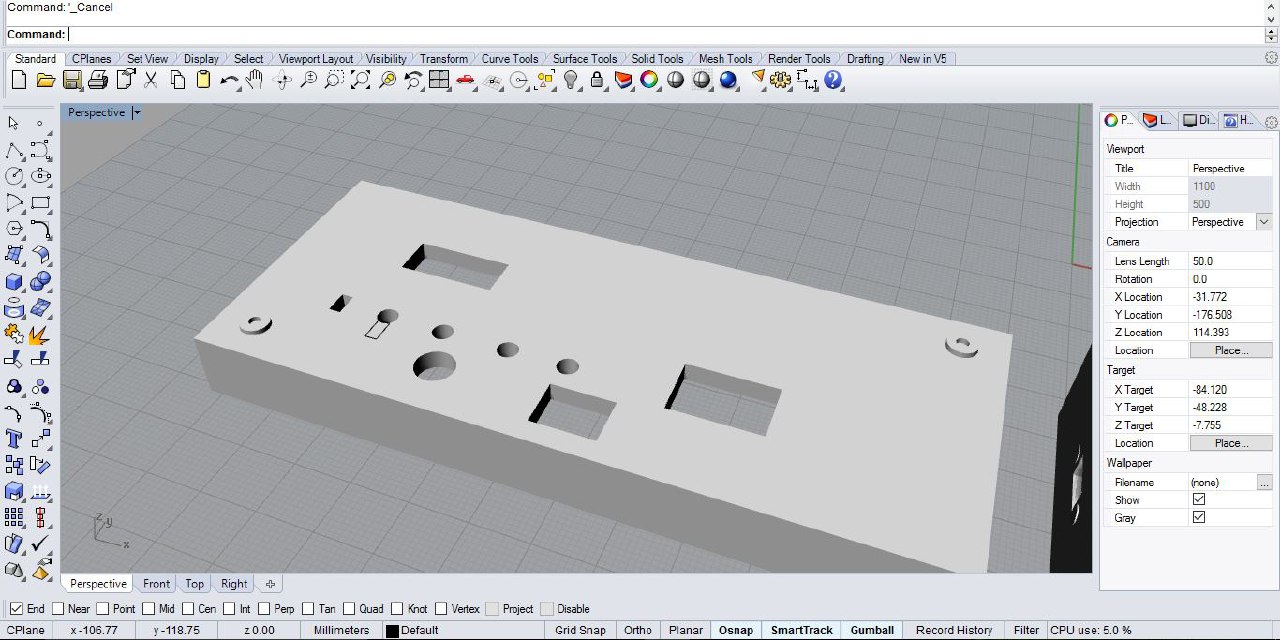 Command: '_Cancel
Command:
Standard CPlanes Set View Display Select Viewport Layout Visibility Transform Curve Tools Surface Tools Solid Tools Mesh Tools Render Tools Drafting New in V5
Perspective
P... L... Di... H...
Viewport
Title Perspective
Width 1100
Height 500
Projection Perspective
Camera
Lens Length 50.0
Rotation 0.0
X Location -31.772
Y Location -176.508
Z Location 114.393
Location Place...
Target
X Target -84.120
Y Target -48.228
Z Target -7.755
Location Place...
Wallpaper
Filename (none) ...
Show
Gray
z y
x
Perspective Front Top Right
End Near Point Mid Cen Int Perp Tan Quad Knot Vertex Project Disable
CPlane x -106.77 y -118.75 z 0.00 Millimeters Default Grid Snap Ortho Planar Osnap SmartTrack Gumball Record History Filter CPU use: 5.0 %